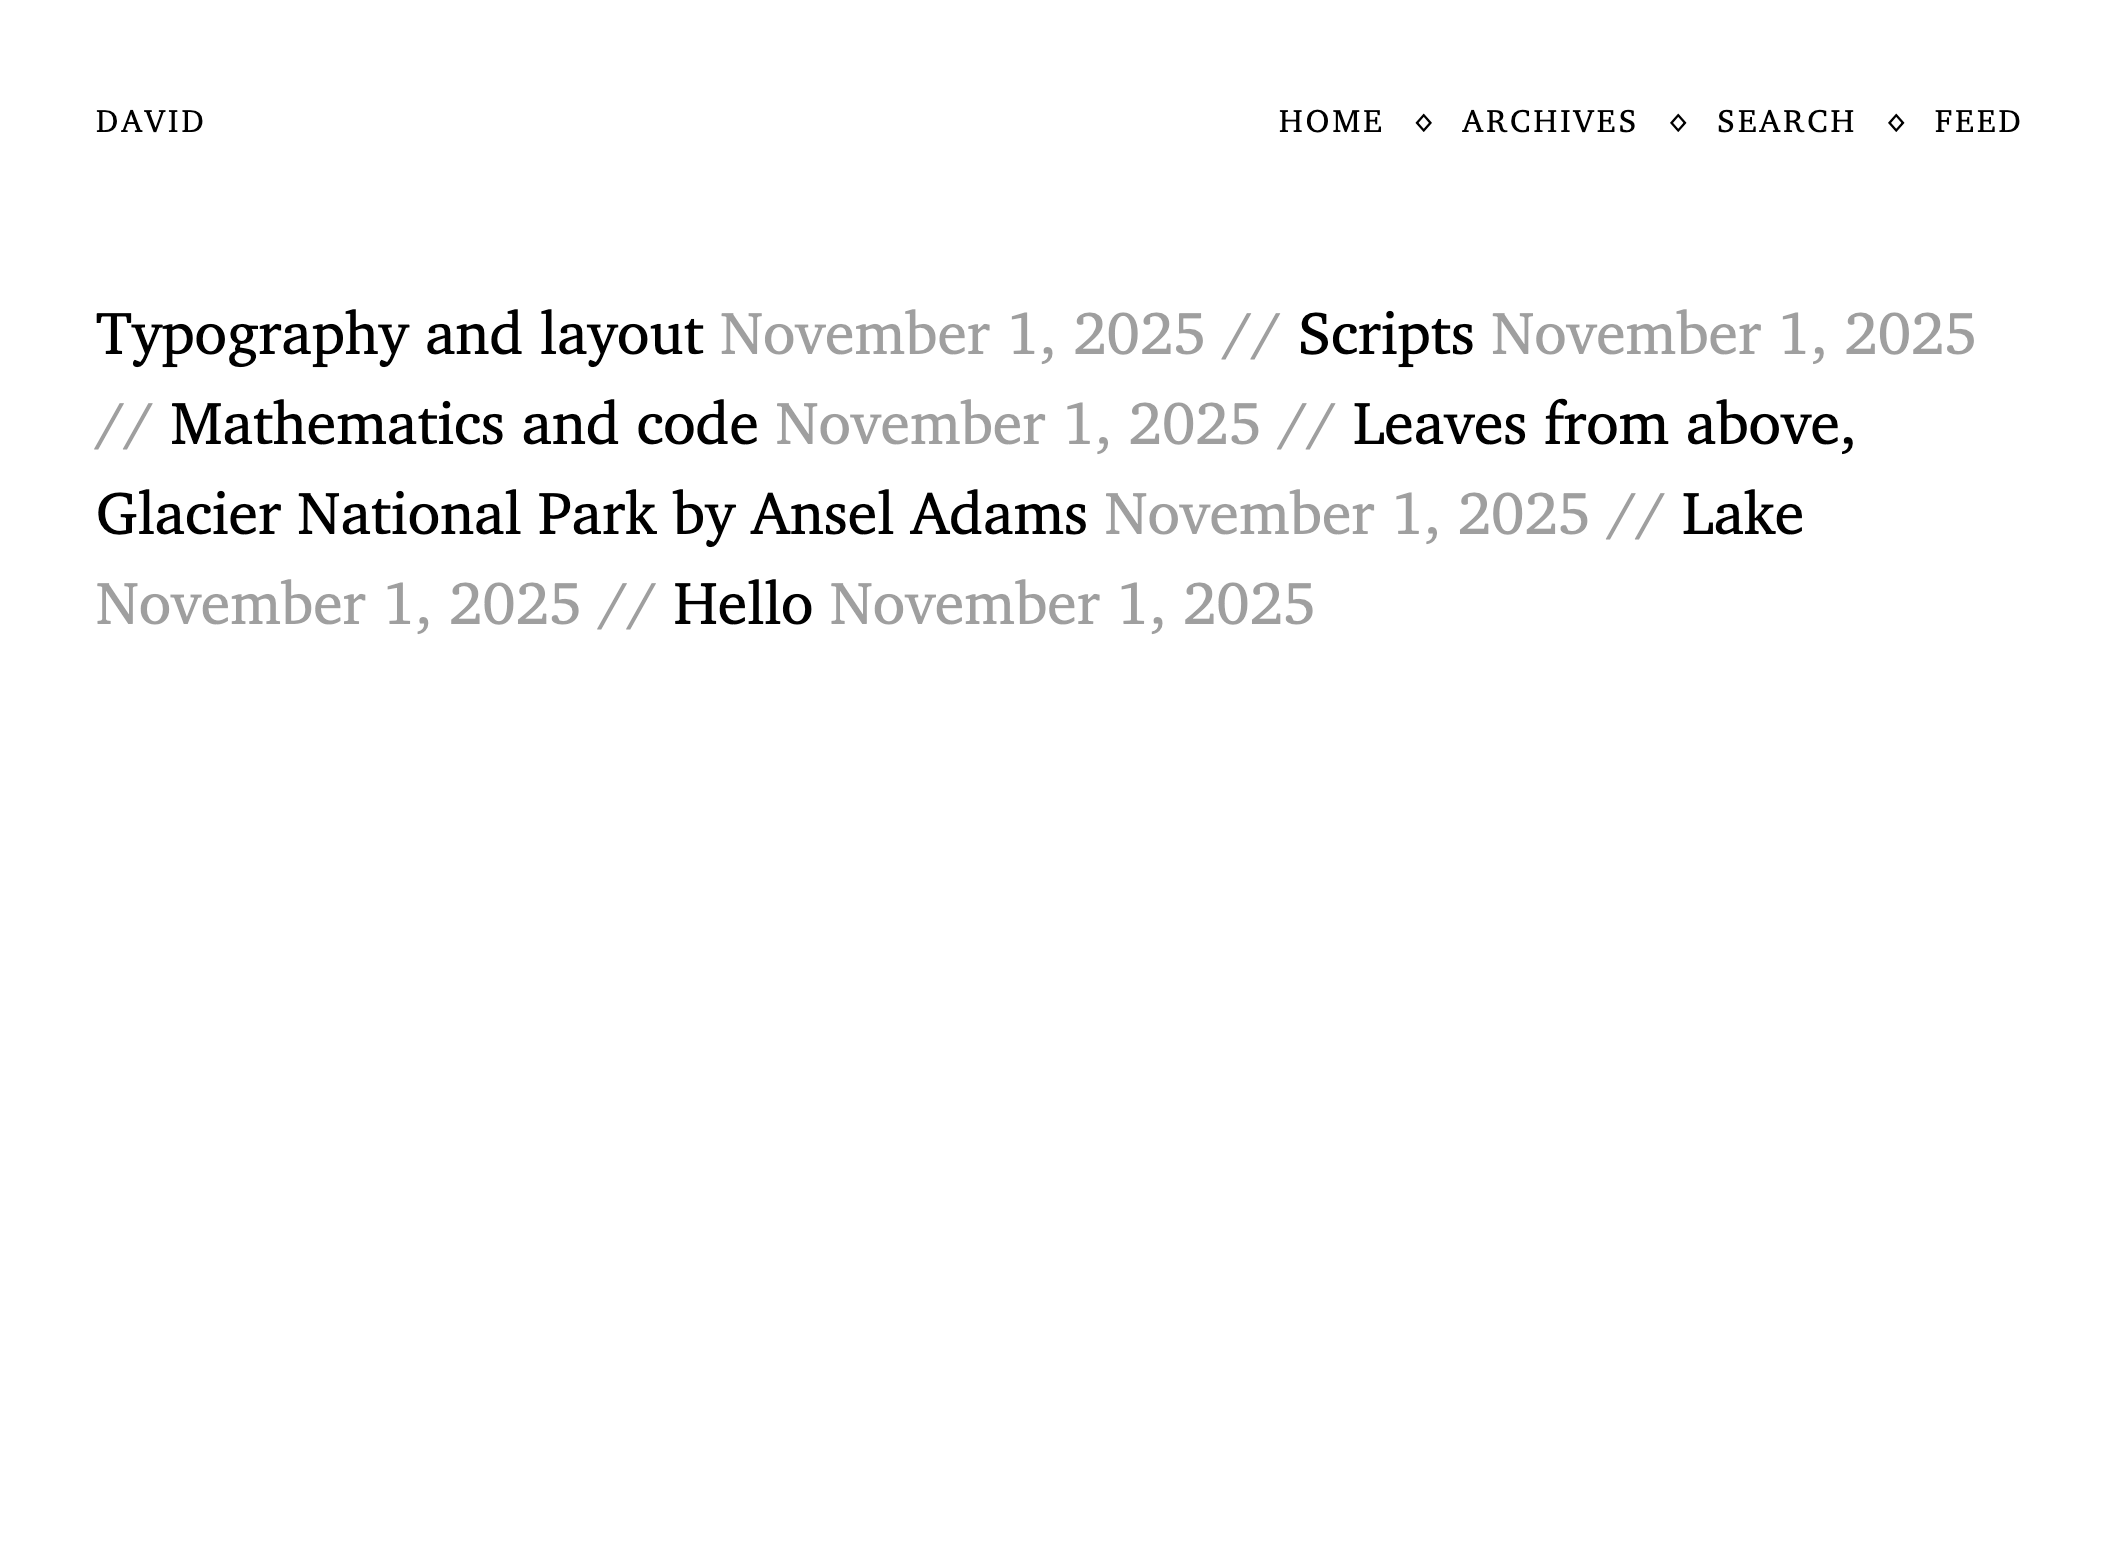 DAVID
HOME ◇ ARCHIVES ◇ SEARCH ◇ FEED
Typography and layout November 1, 2025 // Scripts November 1, 2025
// Mathematics and code November 1, 2025 // Leaves from above,
Glacier National Park by Ansel Adams November 1, 2025 // Lake
November 1, 2025 // Hello November 1, 2025